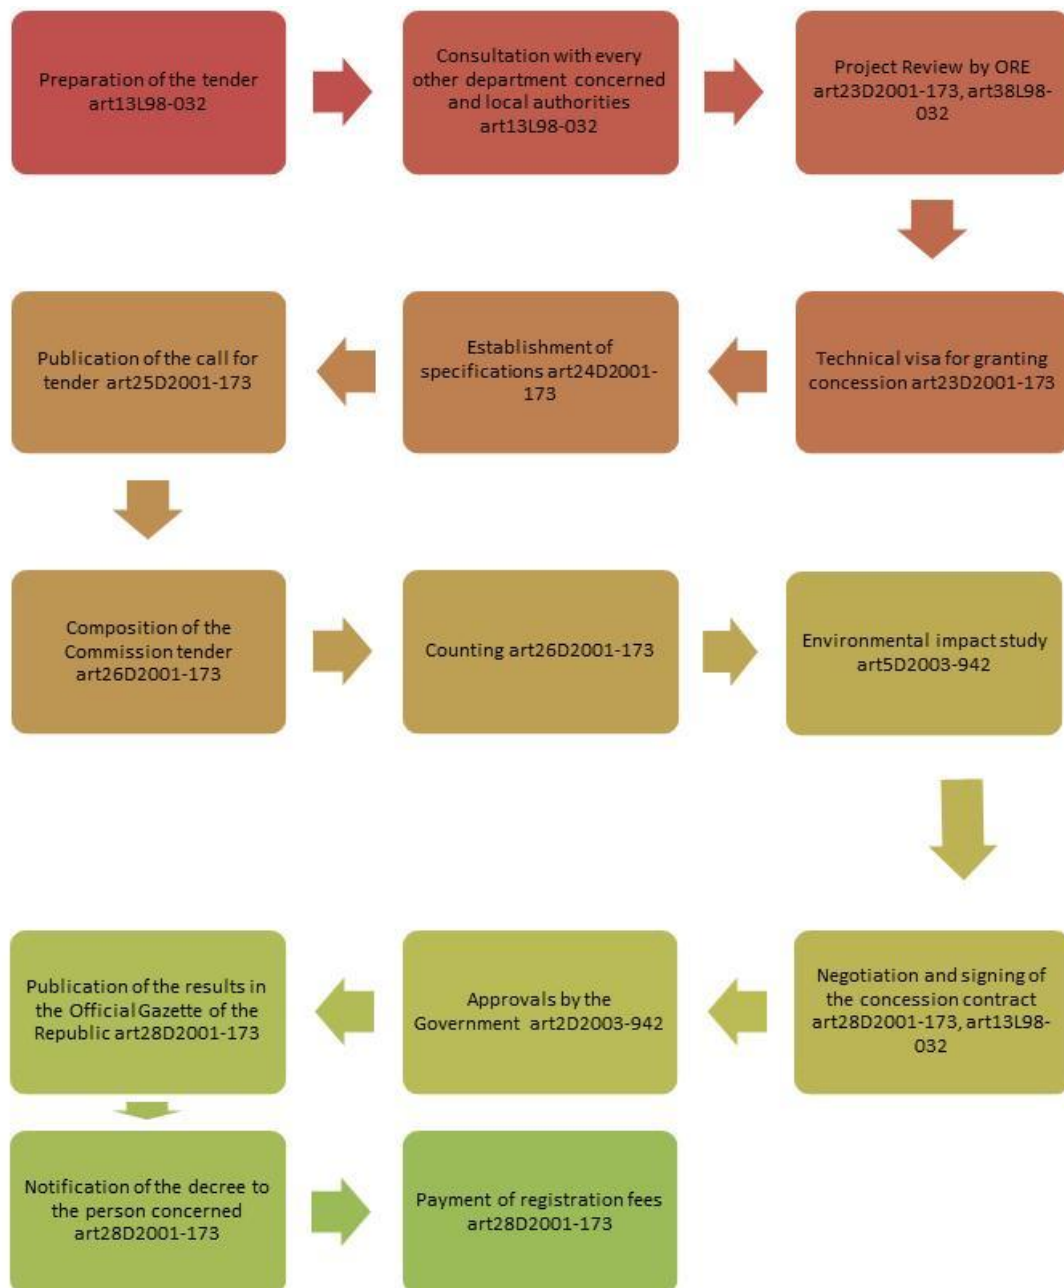 Preparation of the tender
art13L98-032
Consultation with every
other department concerned
and local authorities
art13L98-032
Project Review by ORE
art23D2001-173, art38L98-
032
Technical visa for granting
concession art23D2001-173
Establishment of
specifications art24D2001-
173
Publication of the call for
tender art25D2001-173
Composition of the
Commission tender
art26D2001-173
Counting art26D2001-173
Environmental impact study
art5D2003-942
Negotiation and signing of
the concession contract
art28D2001-173, art13L98-
032
Approvals by the
Government art2D2003-942
Publication of the results in
the Official Gazette of the
Republic art28D2001-173
Notification of the decree to
the person concerned
art28D2001-173
Payment of registration fees
art28D2001-173